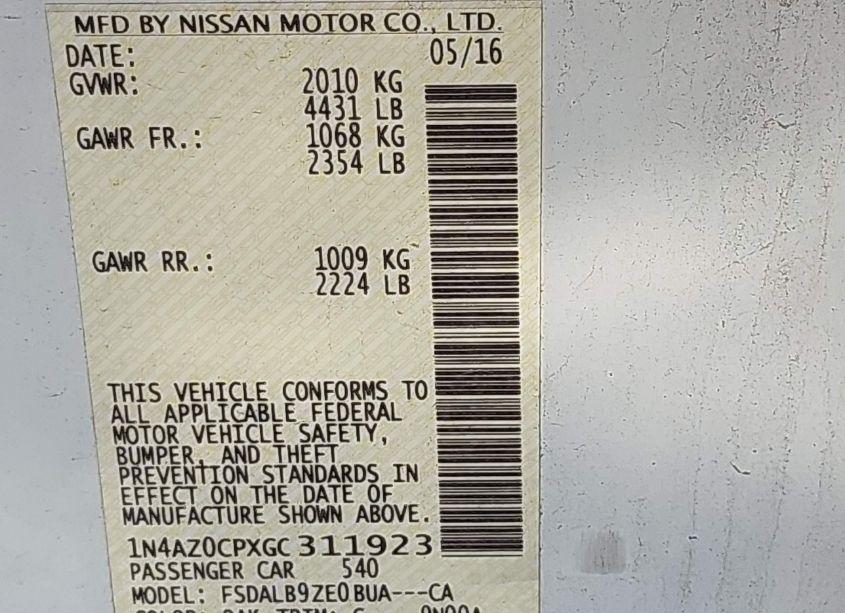 MFD BY NISSAN MOTOR CO., LTD.
DATE: 05/16
GVWR: 2010 KG
4431 LB
GAWR FR.: 1068 KG
2354 LB
GAWR RR.: 1009 KG
2224 LB
THIS VEHICLE CONFORMS TO
ALL APPLICABLE FEDERAL
MOTOR VEHICLE SAFETY,
BUMPER, AND THEFT
PREVENTION STANDARDS IN
EFFECT ON THE DATE OF
MANUFACTURE SHOWN ABOVE.
1N4AZ0CPXGC311923
PASSENGER CAR 540
MODEL: FSDALB9ZE0BUA---CA